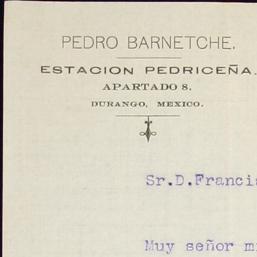 PEDRO BARNETCHE.
ESTACION PEDRICEÑA.
APARTADO 8.
DURANGO, MEXICO.
Sr.D.Francis
Muy señor m